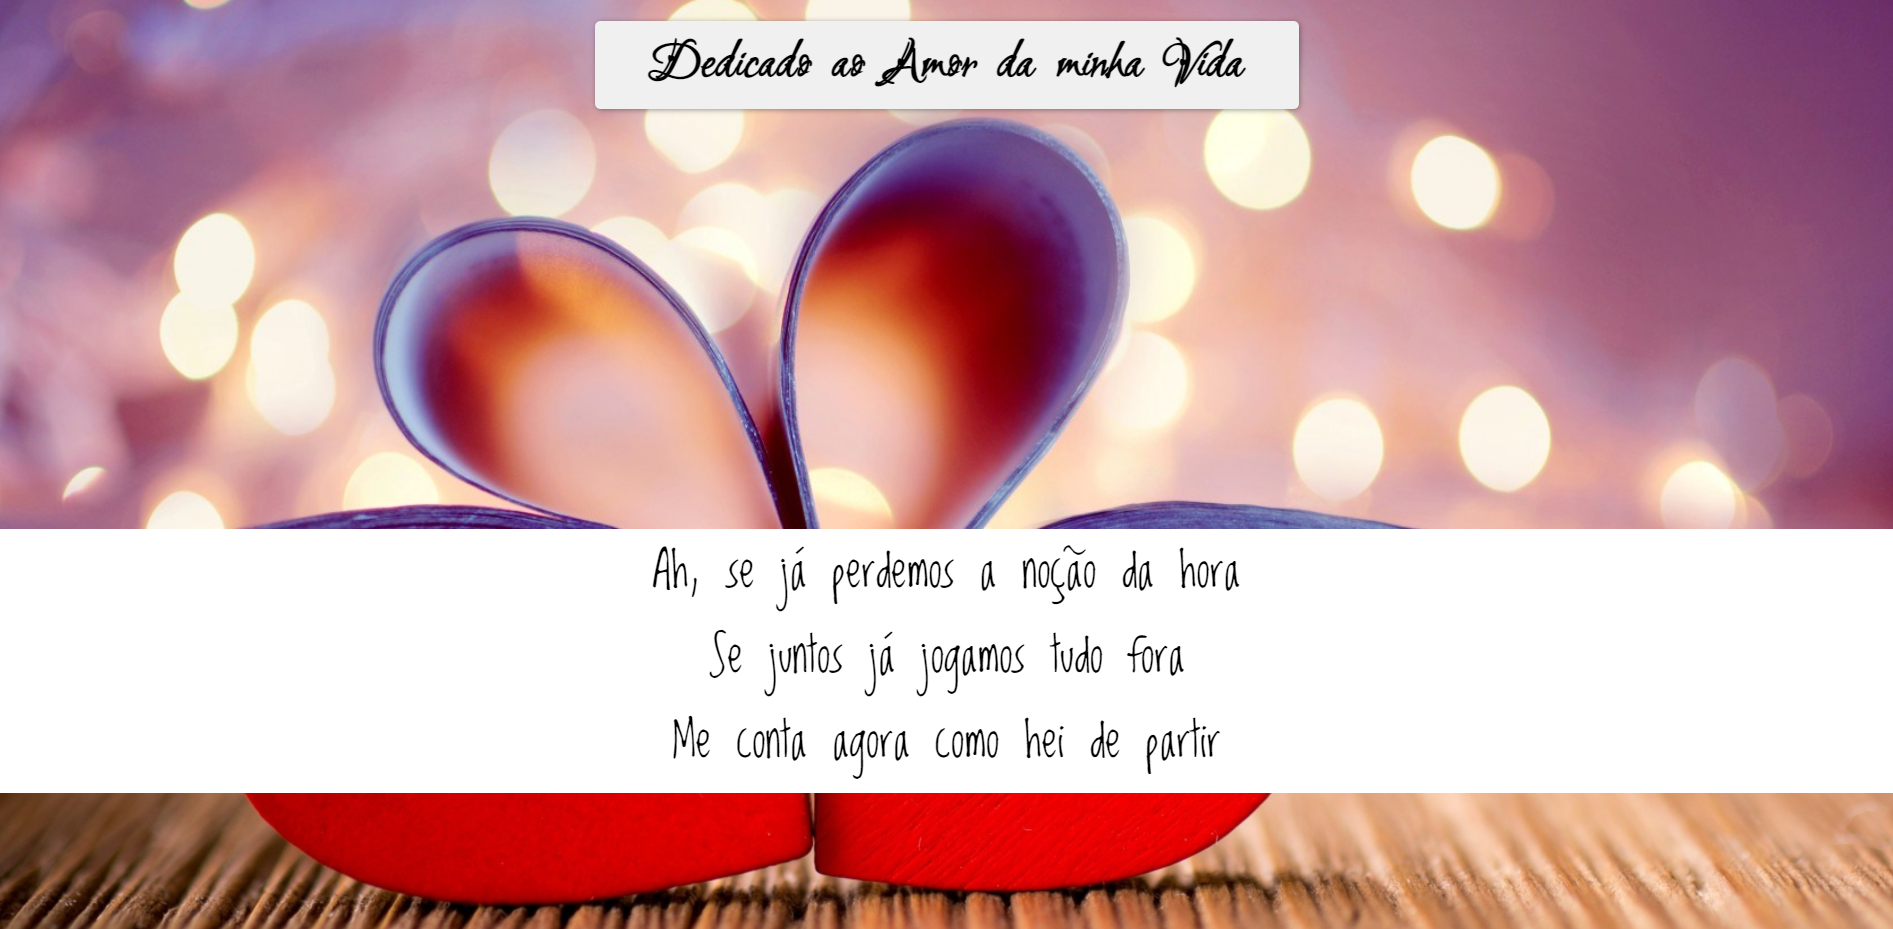 Dedicado ao Amor da minha Vida
Ah, se já perdemos a noção da hora
Se juntos já jogamos tudo fora
Me conta agora como hei de partir